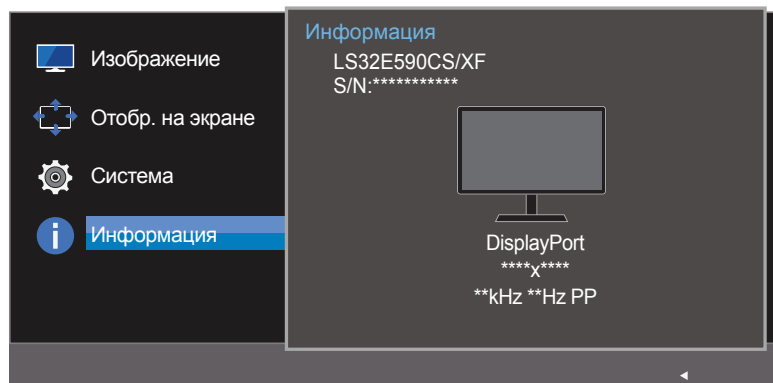 Изображение
Отобр. на экране
Система
Информация
Информация
LS32E590CS/XF
S/N:***********
DisplayPort
****x****
**kHz **Hz PP